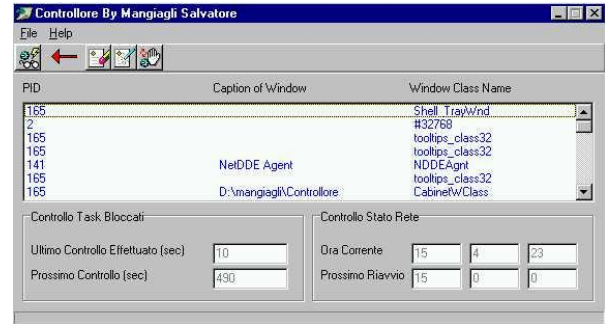 Controllore By Mangiagli Salvatore
File Help
PID Caption of Window Window Class Name
165 Shell_TrayWnd
2 #32768
165 tooltips_class32
165 tooltips_class32
141 NetDDE Agent NDDEAgnt
165 tooltips_class32
165 D:\mangiagli\Controllore CabinetWClass
Controllo Task Bloccati
Ultimo Controllo Effettuato (sec) 10
Prossimo Controllo (sec) 490
Controllo Stato Rete
Ora Corrente 15 4 23
Prossimo Riavvio 15 0 0